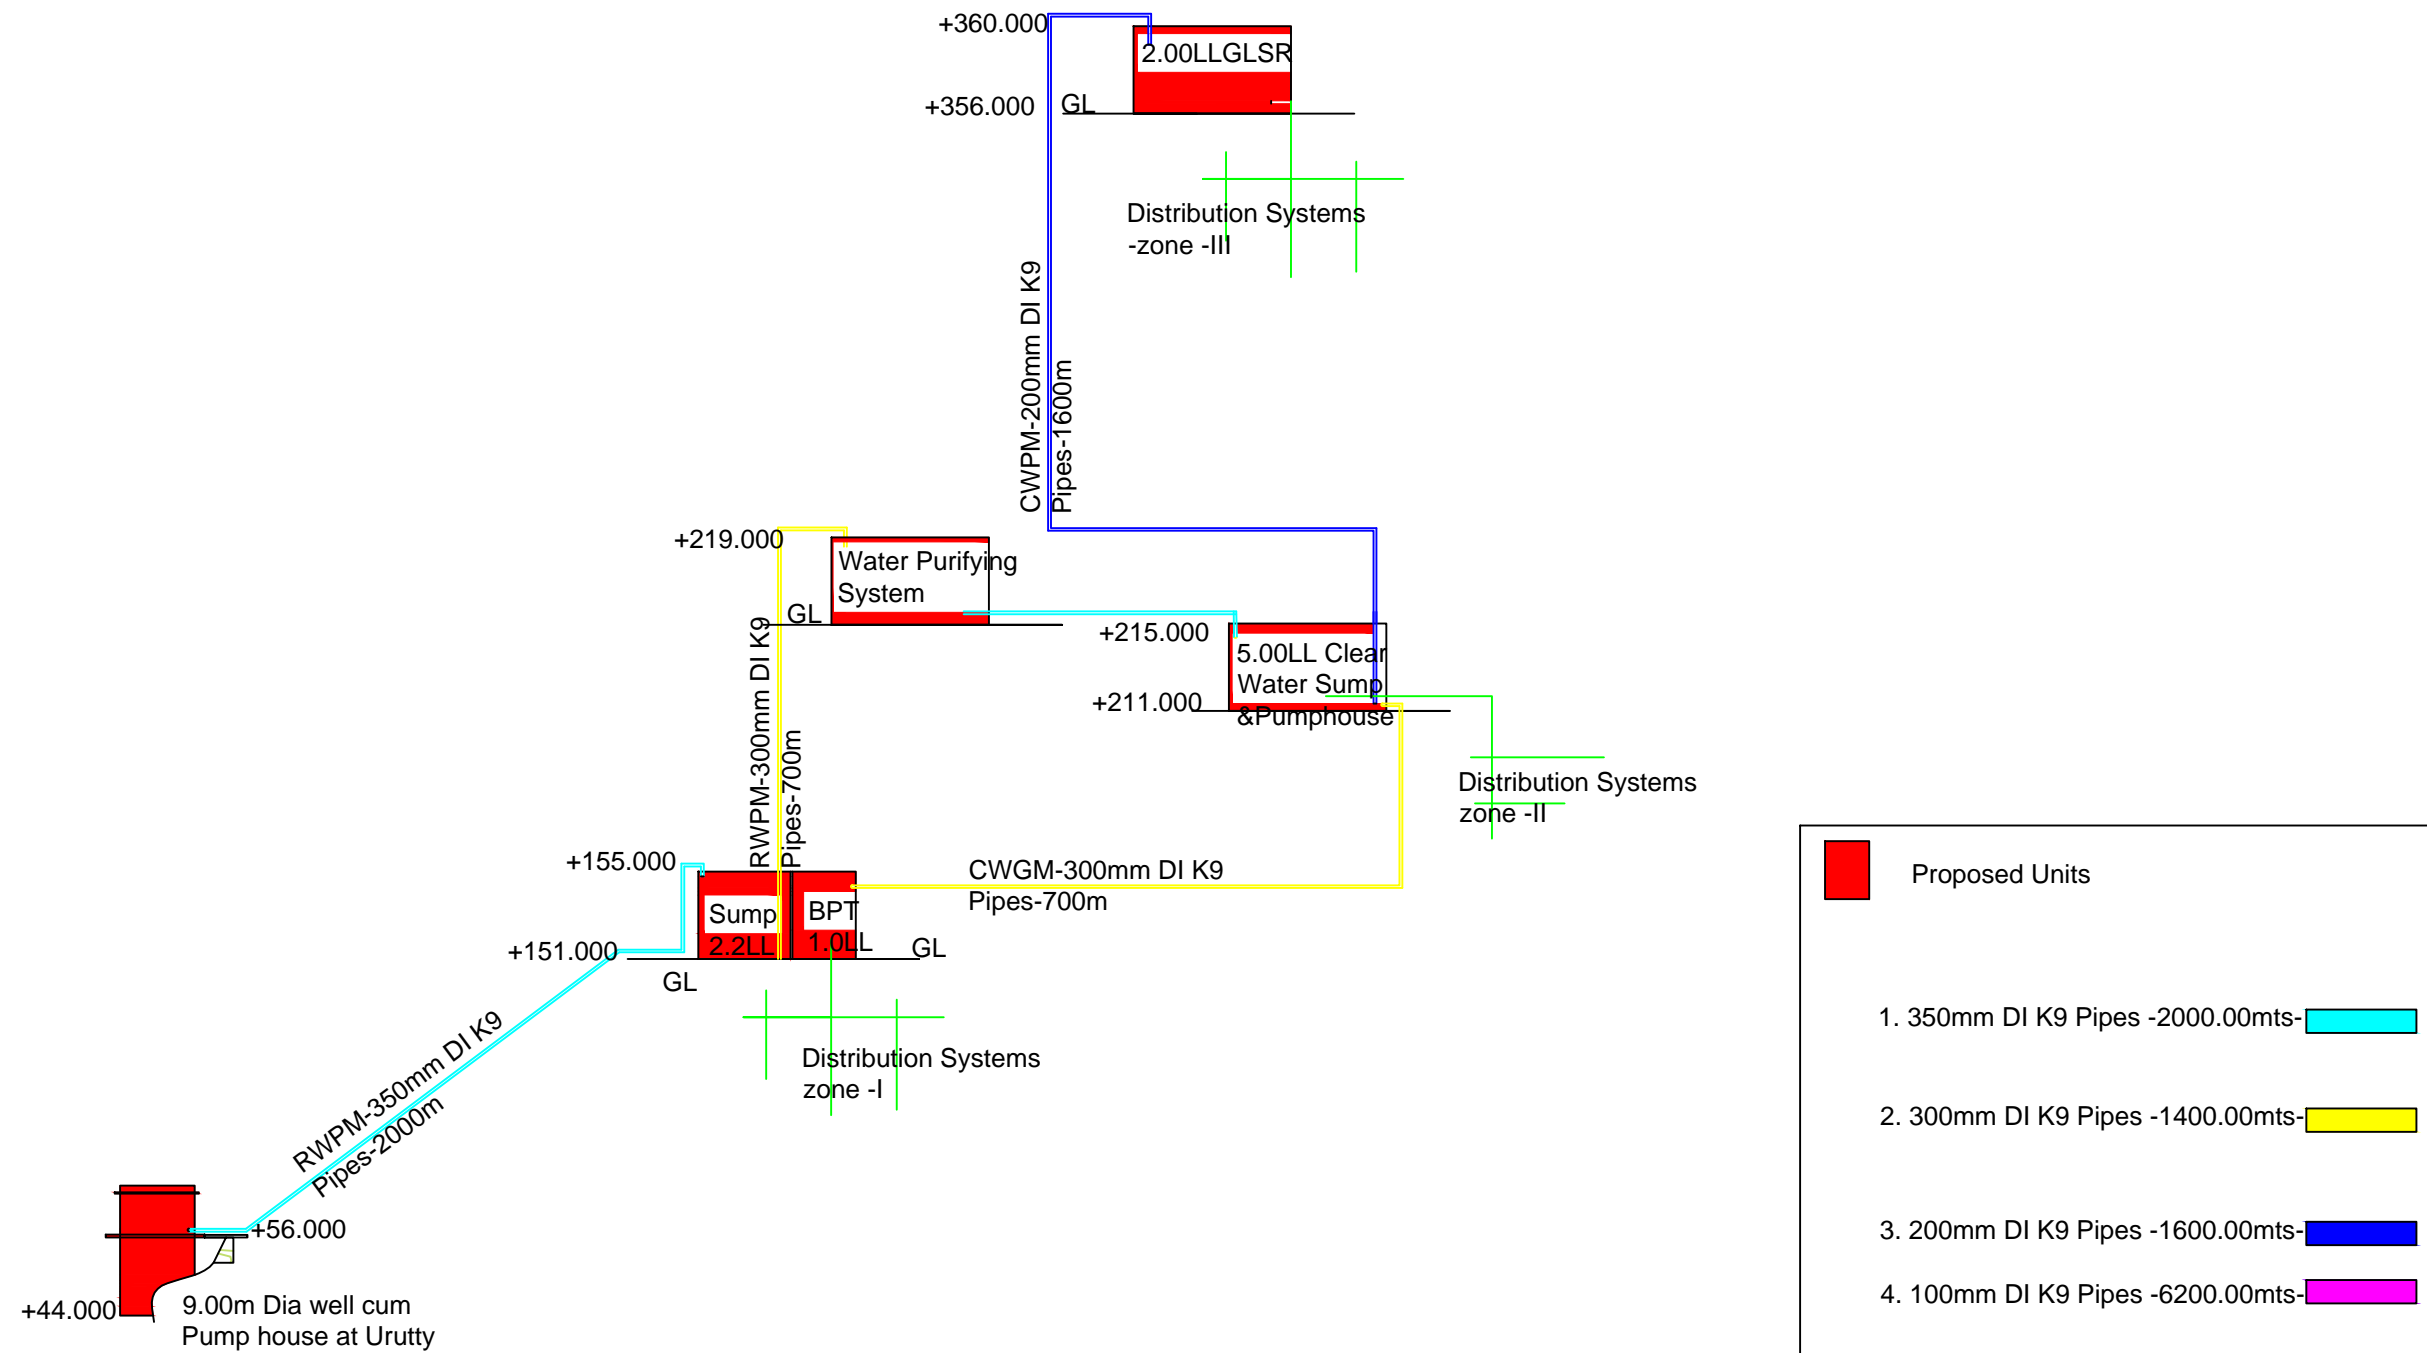 +360.000
2.00LLGLSR
+356.000
GL
Distribution Systems
-zone -III
CWPM-200mm DI K9
Pipes-1600m
+219.000
Water Purifying
System
GL
+215.000
5.00LL Clear
Water Sump
&Pumphouse
+211.000
RWPM-300mm DI K9
Pipes-700m
Distribution Systems
zone -II
+155.000
Sump
2.2LL
BPT
1.0LL
CWGM-300mm DI K9
Pipes-700m
+151.000
GL
GL
Distribution Systems
zone -I
RWPM-350mm DI K9
Pipes-2000m
+56.000
+44.000
9.00m Dia well cum
Pump house at Urutty
Proposed Units
1. 350mm DI K9 Pipes -2000.00mts-
2. 300mm DI K9 Pipes -1400.00mts-
3. 200mm DI K9 Pipes -1600.00mts-
4. 100mm DI K9 Pipes -6200.00mts-